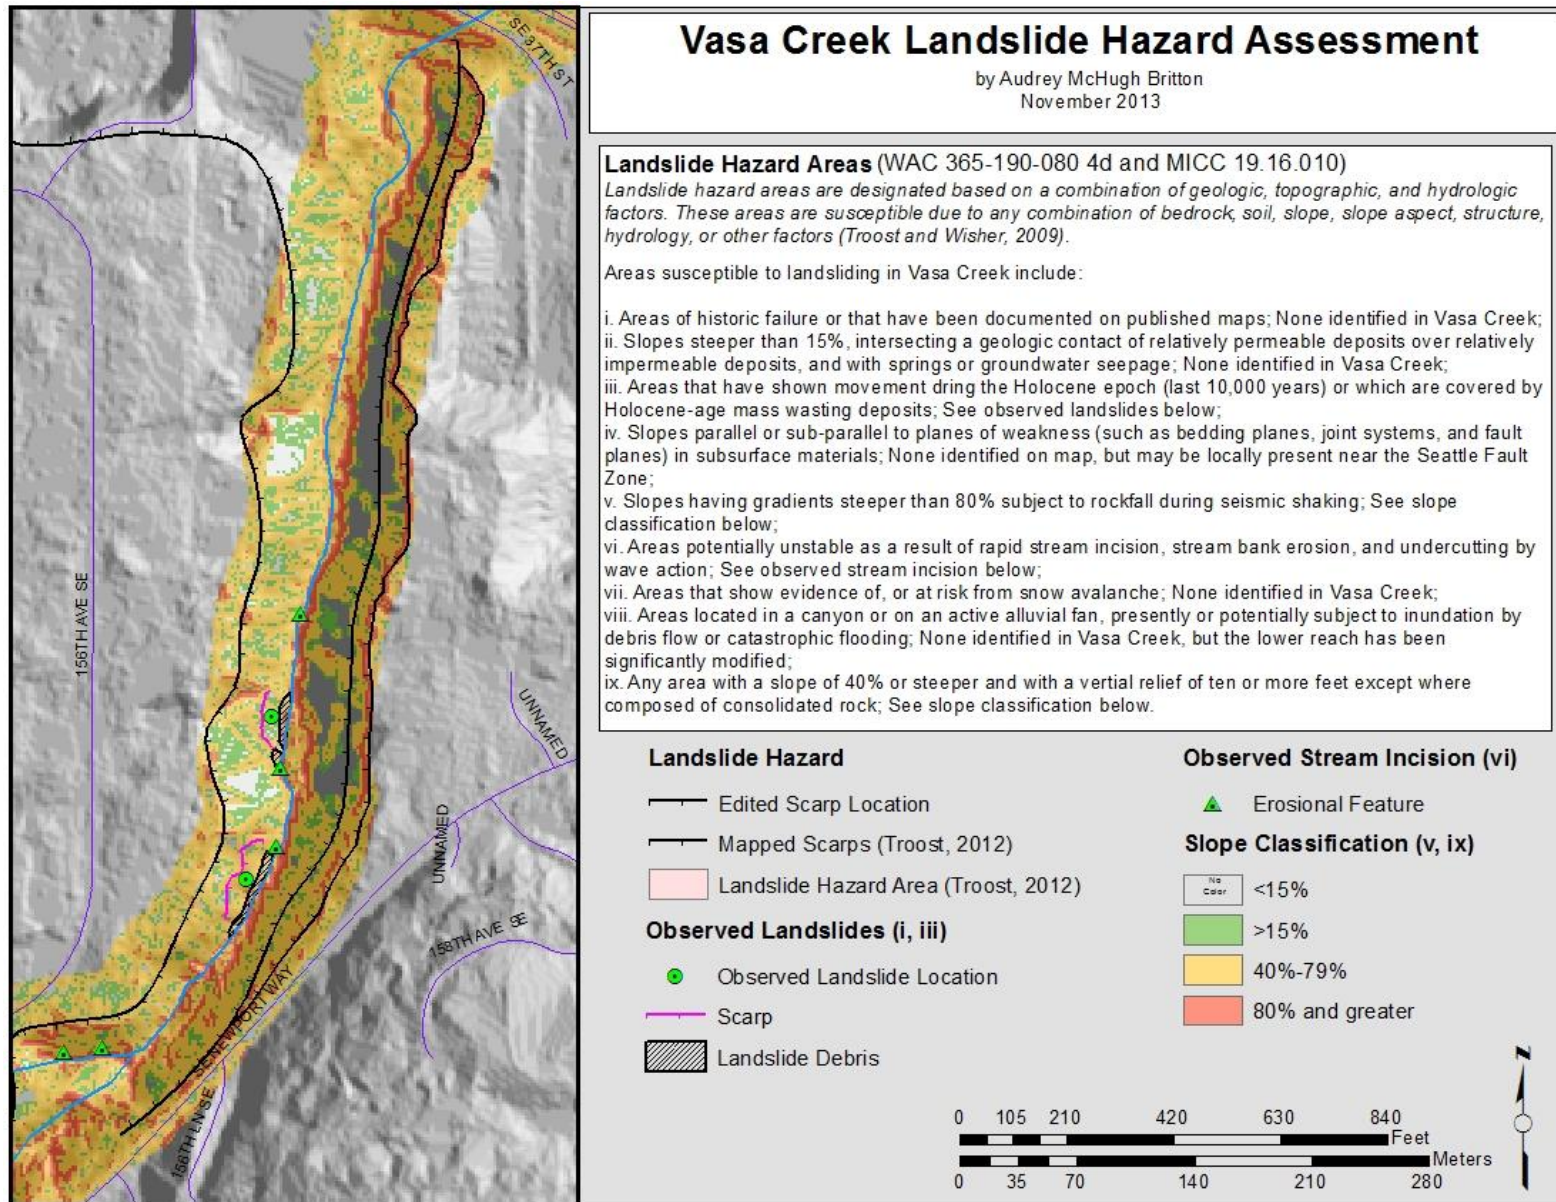 SE 37TH ST
156TH AVE SE
UNNAMED
UNNAMED
158TH AVE SE
SE NEWPORT WAY
156TH LN SE
Vasa Creek Landslide Hazard Assessment
by Audrey McHugh Britton
November 2013
Landslide Hazard Areas (WAC 365-190-080 4d and MICC 19.16.010)
Landslide hazard areas are designated based on a combination of geologic, topographic, and hydrologic
factors. These areas are susceptible due to any combination of bedrock, soil, slope, slope aspect, structure,
hydrology, or other factors (Troost and Wisher, 2009).
Areas susceptible to landsliding in Vasa Creek include:
i. Areas of historic failure or that have been documented on published maps; None identified in Vasa Creek;
ii. Slopes steeper than 15%, intersecting a geologic contact of relatively permeable deposits over relatively
impermeable deposits, and with springs or groundwater seepage; None identified in Vasa Creek;
iii. Areas that have shown movement dring the Holocene epoch (last 10,000 years) or which are covered by
Holocene-age mass wasting deposits; See observed landslides below;
iv. Slopes parallel or sub-parallel to planes of weakness (such as bedding planes, joint systems, and fault
planes) in subsurface materials; None identified on map, but may be locally present near the Seattle Fault
Zone;
v. Slopes having gradients steeper than 80% subject to rockfall during seismic shaking; See slope
classification below;
vi. Areas potentially unstable as a result of rapid stream incision, stream bank erosion, and undercutting by
wave action; See observed stream incision below;
vii. Areas that show evidence of, or at risk from snow avalanche; None identified in Vasa Creek;
viii. Areas located in a canyon or on an active alluvial fan, presently or potentially subject to inundation by
debris flow or catastrophic flooding; None identified in Vasa Creek, but the lower reach has been
significantly modified;
ix. Any area with a slope of 40% or steeper and with a vertial relief of ten or more feet except where
composed of consolidated rock; See slope classification below.
Landslide Hazard
Edited Scarp Location
Mapped Scarps (Troost, 2012)
Landslide Hazard Area (Troost, 2012)
Observed Landslides (i, iii)
Observed Landslide Location
Scarp
Landslide Debris
Observed Stream Incision (vi)
Erosional Feature
Slope Classification (v, ix)
No
Color
<15%
>15%
40%-79%
80% and greater
N
0 105 210 420 630 840
Feet
Meters
0 35 70 140 210 280